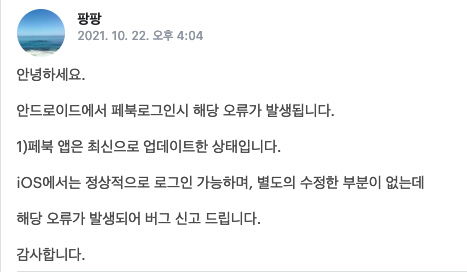 팡팡
2021. 10. 22. 오후 4:04
안녕하세요.
안드로이드에서 페북로그인시 해당 오류가 발생됩니다.
1)페북 앱은 최신으로 업데이트한 상태입니다.
iOS에서는 정상적으로 로그인 가능하며, 별도의 수정한 부분이 없는데
해당 오류가 발생되어 버그 신고 드립니다.
감사합니다.